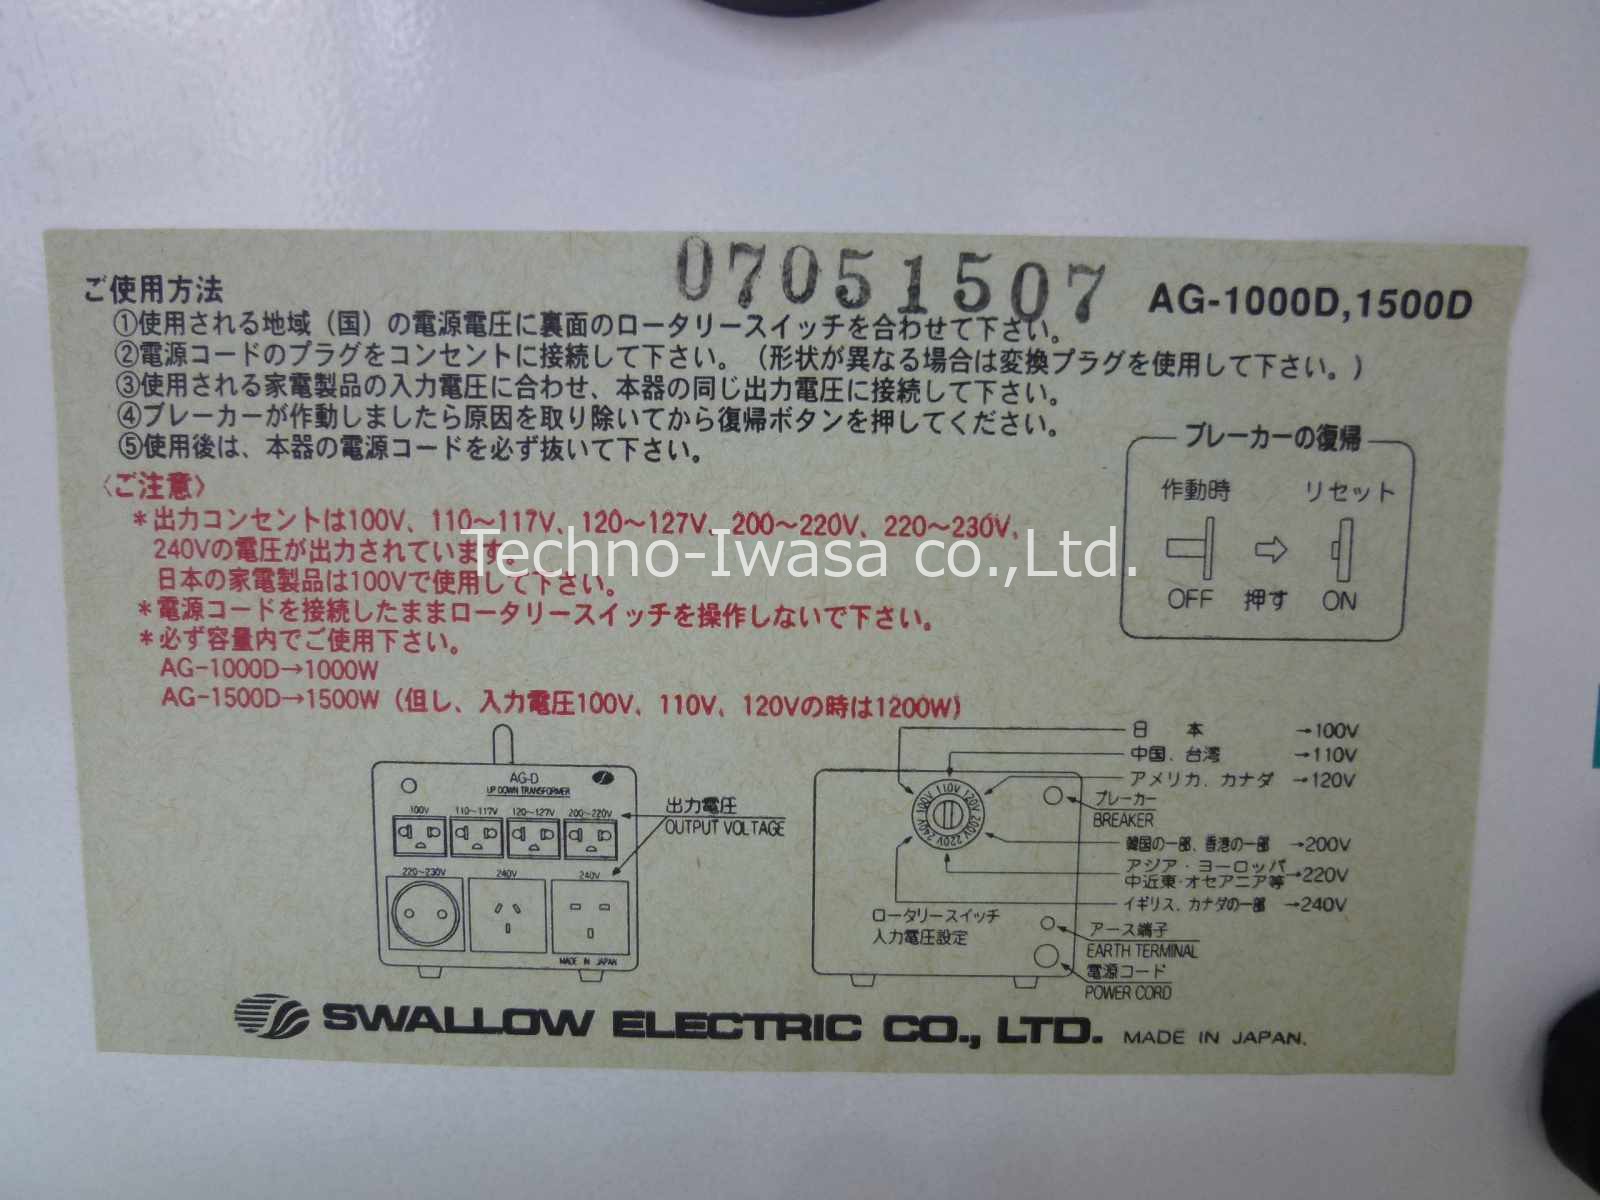 07051507
AG-1000D,1500D
ご使用方法
①使用される地域（国）の電源電圧に裏面のロータリースイッチを合わせて下さい。
②電源コードのプラグをコンセントに接続して下さい。（形状が異なる場合は変換プラグを使用して下さい。）
③使用される家電製品の入力電圧に合わせ、本器の同じ出力電圧に接続して下さい。
④ブレーカーが作動しましたら原因を取り除いてから復帰ボタンを押してください。
⑤使用後は、本器の電源コードを必ず抜いて下さい。
〈ご注意〉
＊出力コンセントは100V、110～117V、120～127V、200～220V、220～230V、
240Vの電圧が出力されています。
日本の家電製品は100Vで使用して下さい。
＊電源コードを接続したままロータリースイッチを操作しないで下さい。
＊必ず容量内でご使用下さい。
AG-1000D→1000W
AG-1500D→1500W（但し、入力電圧100V、110V、120Vの時は1200W）
ブレーカーの復帰
作動時 リセット
OFF 押す ON
Techno-Iwasa co.,Ltd.
AG-D
UP DOWN TRANSFORMER
100V 110～117V 120～127V 200～220V
220～230V 240V 240V
MADE IN JAPAN
出力電圧
OUTPUT VOLTAGE
100V 110V 120V 200V 220V 240V
日本 →100V
中国、台湾 →110V
アメリカ、カナダ →120V
ブレーカー
BREAKER
韓国の一部、香港の一部 →200V
アジア・ヨーロッパ
中近東・オセアニア等 →220V
イギリス、カナダの一部 →240V
ロータリースイッチ
入力電圧設定
アース端子
EARTH TERMINAL
電源コード
POWER CORD
SWALLOW ELECTRIC CO., LTD. MADE IN JAPAN.